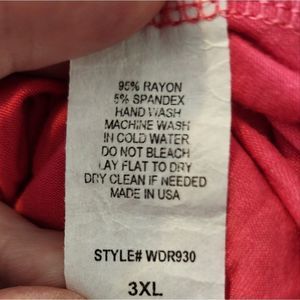 95% RAYON
5% SPANDEX
HAND WASH
MACHINE WASH
IN COLD WATER
DO NOT BLEACH
LAY FLAT TO DRY
DRY CLEAN IF NEEDED
MADE IN USA
STYLE# WDR930
3XL